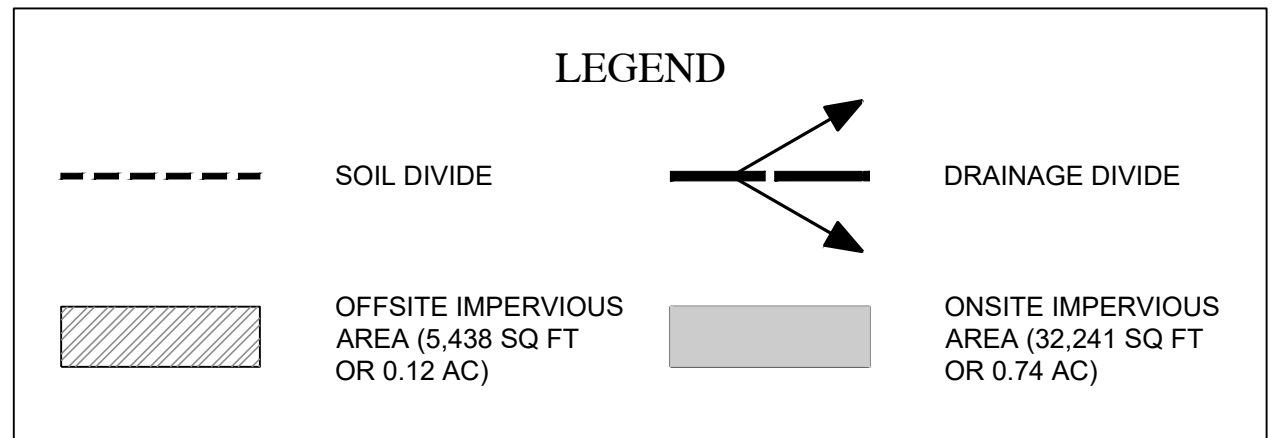 LEGEND
SOIL DIVIDE
DRAINAGE DIVIDE
OFFSITE IMPERVIOUS
AREA (5,438 SQ FT
OR 0.12 AC)
ONSITE IMPERVIOUS
AREA (32,241 SQ FT
OR 0.74 AC)